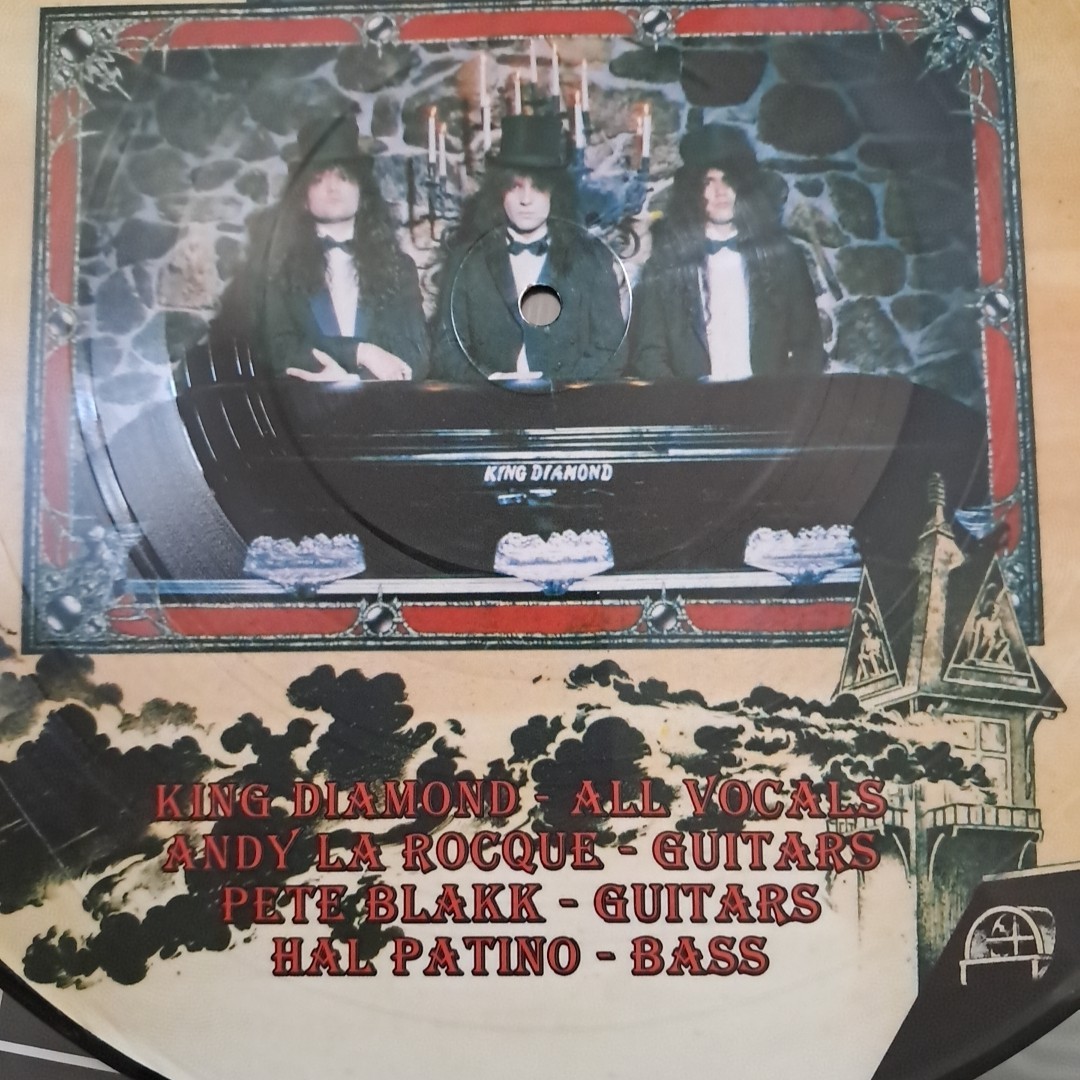 KING DIAMOND
KING DIAMOND - ALL VOCALS
ANDY LA ROCQUE - GUITARS
PETE BLAKK - GUITARS
HAL PATINO - BASS